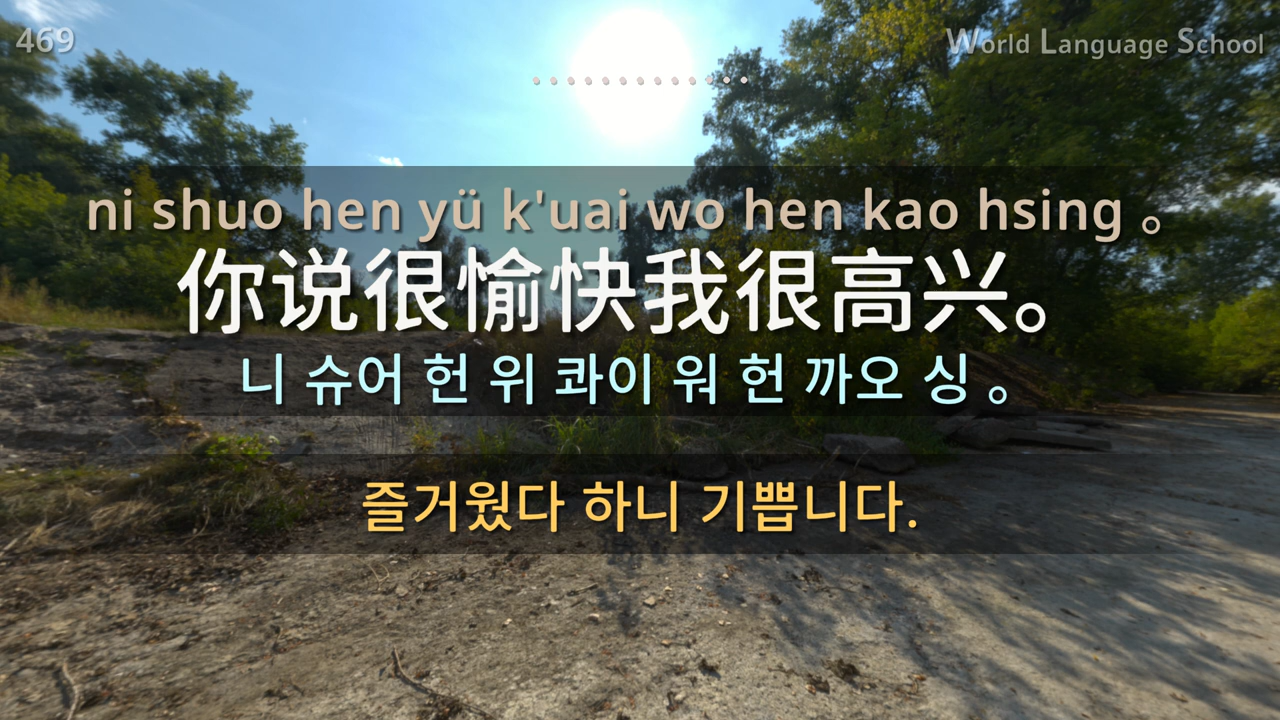 469
World Language School
ni shuo hen yü k'uai wo hen kao hsing 。
你说很愉快我很高兴。
니 슈어 헌 위 콰이 워 헌 까오 싱 。
즐거웠다 하니 기쁩니다.